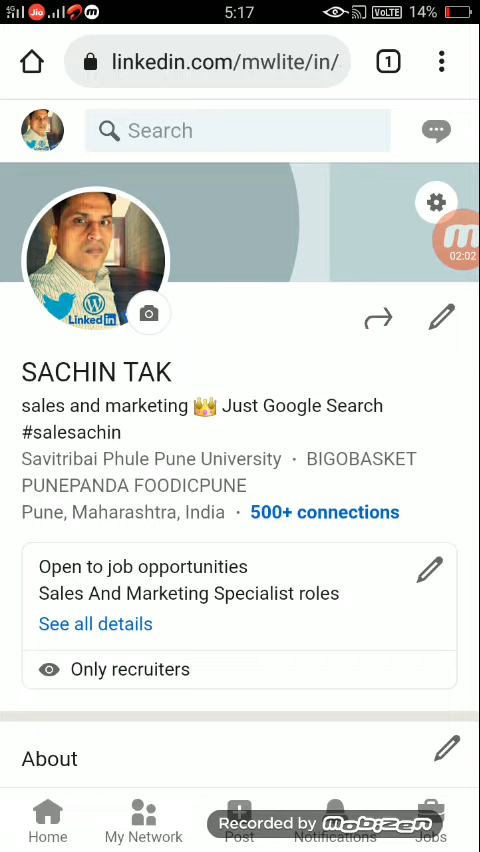 4G Jio m 5:17 VoLTE 14%
linkedin.com/mwlite/in/ 1
Search
m
02:02
Linked in
SACHIN TAK
sales and marketing 👑 Just Google Search
#salesachin
Savitribai Phule Pune University · BIGOBASKET
PUNEPANDA FOODICPUNE
Pune, Maharashtra, India · 500+ connections
Open to job opportunities
Sales And Marketing Specialist roles
See all details
Only recruiters
About
Home My Network Post Notifications Jobs
Recorded by mobizen